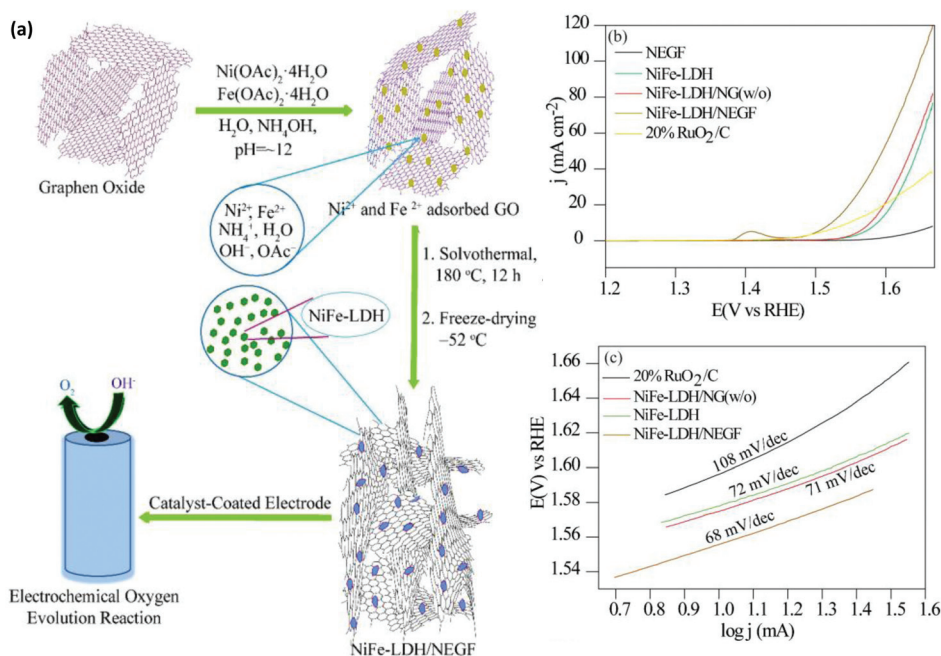 (a)
Ni(OAc)2·4H2O
Fe(OAc)2·4H2O
H2O, NH4OH,
pH=~12
Graphen Oxide
Ni2+ and Fe 2+ adsorbed GO
Ni2+, Fe2+
NH4+, H2O
OH−, OAc−
1. Solvothermal,
180 °C, 12 h
2. Freeze-drying
−52 °C
NiFe-LDH
O2
OH-
Catalyst-Coated Electrode
Electrochemical Oxygen
Evolution Reaction
NiFe-LDH/NEGF
(b)
NEGF
NiFe-LDH
NiFe-LDH/NG(w/o)
NiFe-LDH/NEGF
20% RuO2/C
j (mA cm-2)
120
100
80
60
40
20
0
1.2 1.3 1.4 1.5 1.6
E(V vs RHE)
(c)
20% RuO2/C
NiFe-LDH/NG(w/o)
NiFe-LDH
NiFe-LDH/NEGF
108 mV/dec
72 mV/dec
71 mV/dec
68 mV/dec
E(V) vs RHE
1.66
1.64
1.62
1.60
1.58
1.56
1.54
0.7 0.8 0.9 1.0 1.1 1.2 1.3 1.4 1.5 1.6
log j (mA)